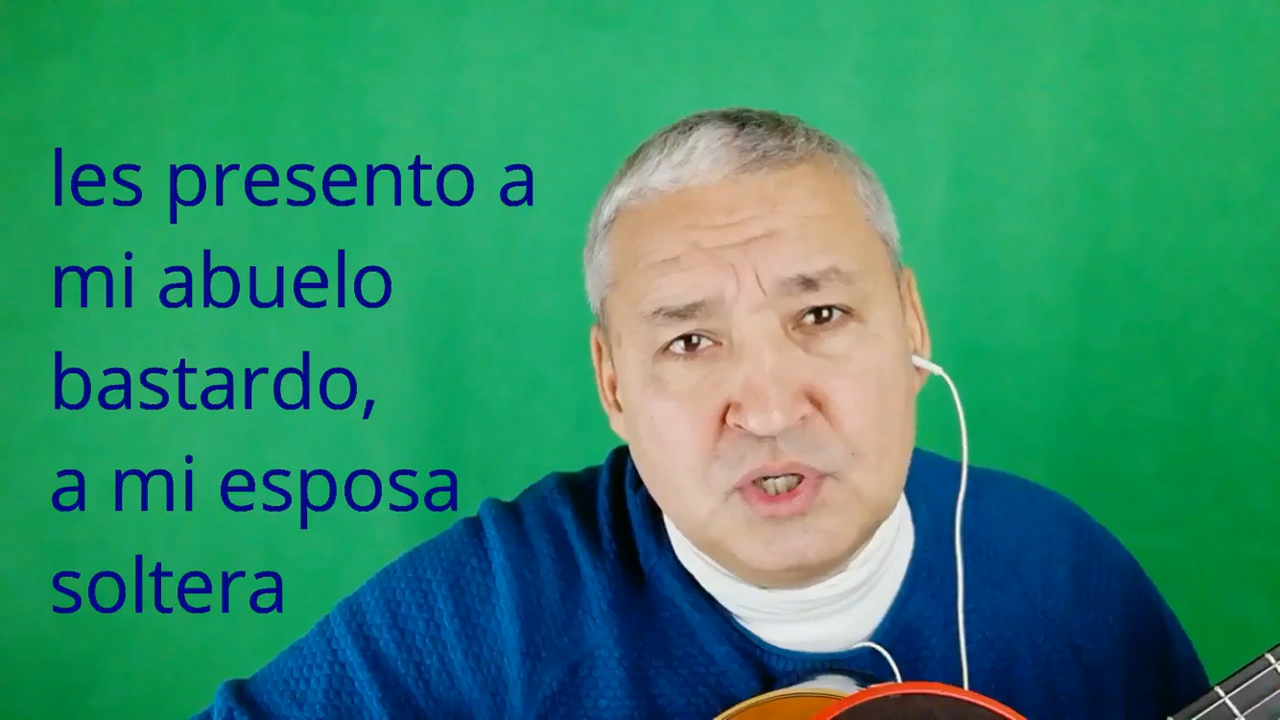 les presento a
mi abuelo
bastardo,
a mi esposa
soltera